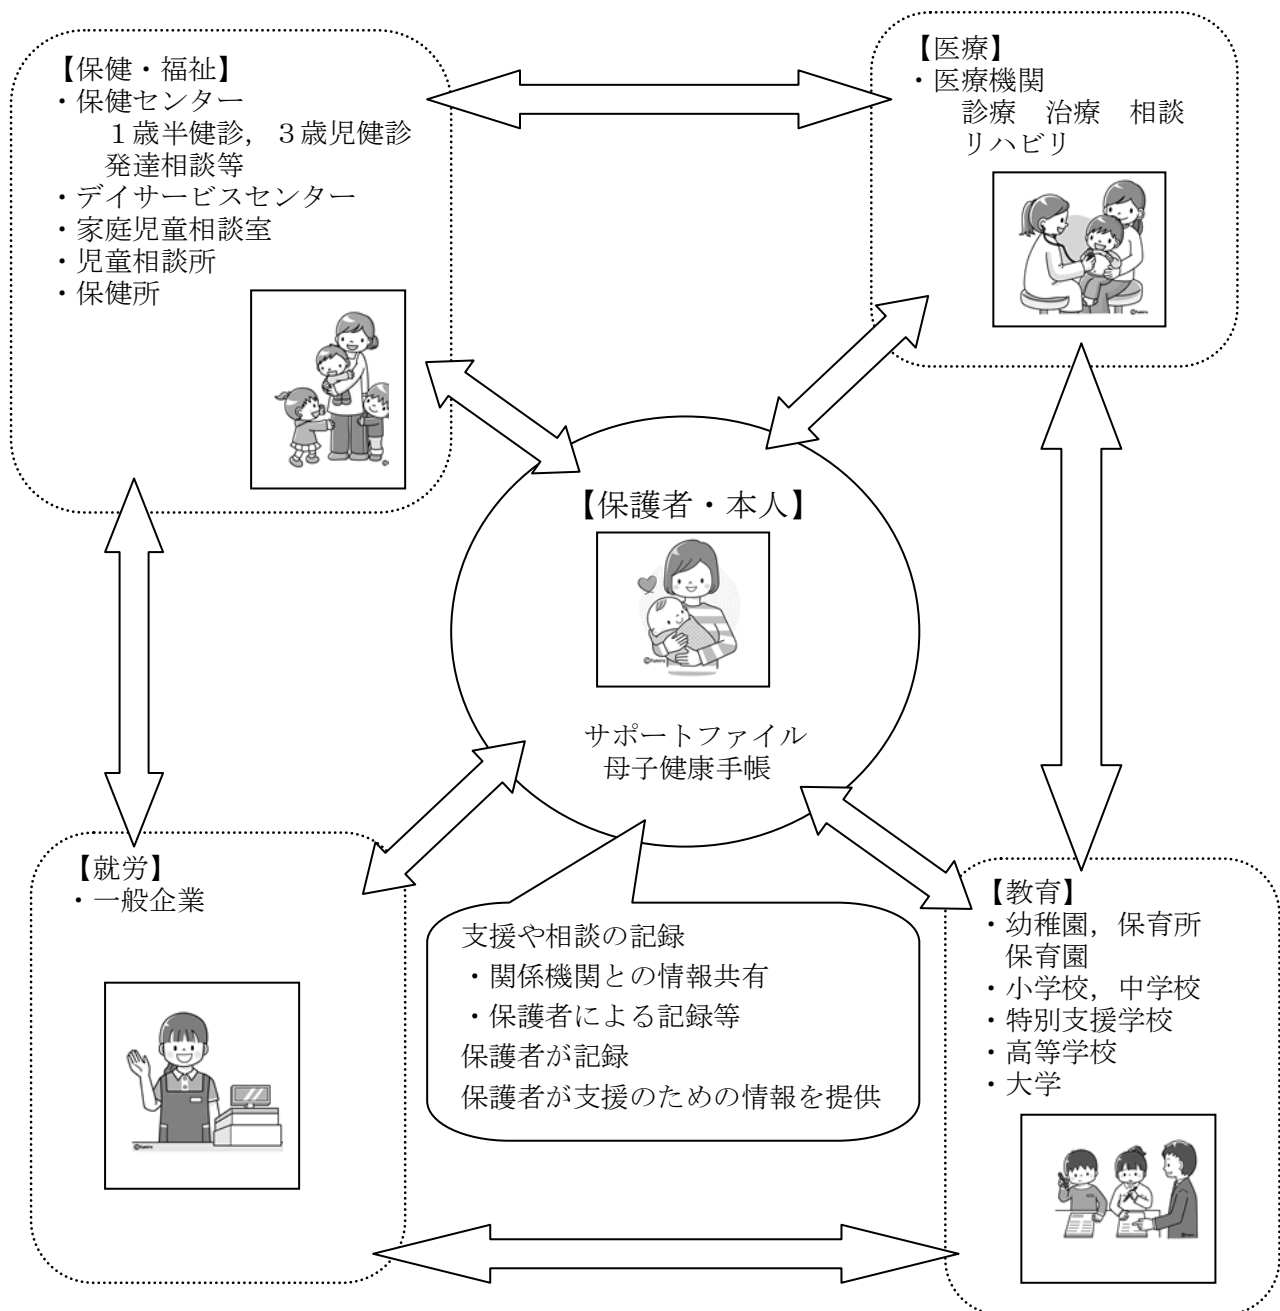 【保健・福祉】
・保健センター
１歳半健診，３歳児健診
発達相談等
・デイサービスセンター
・家庭児童相談室
・児童相談所
・保健所
【医療】
・医療機関
診療　治療　相談
リハビリ
【保護者・本人】
サポートファイル
母子健康手帳
【就労】
・一般企業
支援や相談の記録
・関係機関との情報共有
・保護者による記録等
保護者が記録
保護者が支援のための情報を提供
【教育】
・幼稚園，保育所
保育園
・小学校，中学校
・特別支援学校
・高等学校
・大学